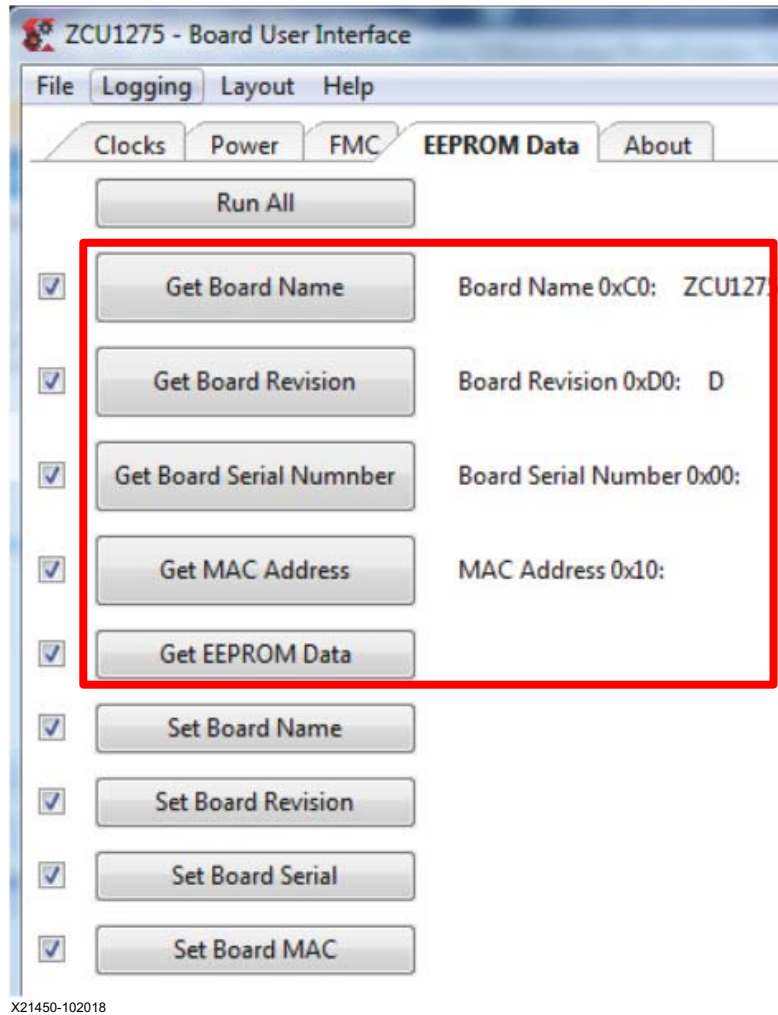 ZCU1275 - Board User Interface
File Logging Layout Help
Clocks Power FMC EEPROM Data About
Run All
Get Board Name Board Name 0xC0: ZCU127
Get Board Revision Board Revision 0xD0: D
Get Board Serial Numnber Board Serial Number 0x00:
Get MAC Address MAC Address 0x10:
Get EEPROM Data
Set Board Name
Set Board Revision
Set Board Serial
Set Board MAC
X21450-102018